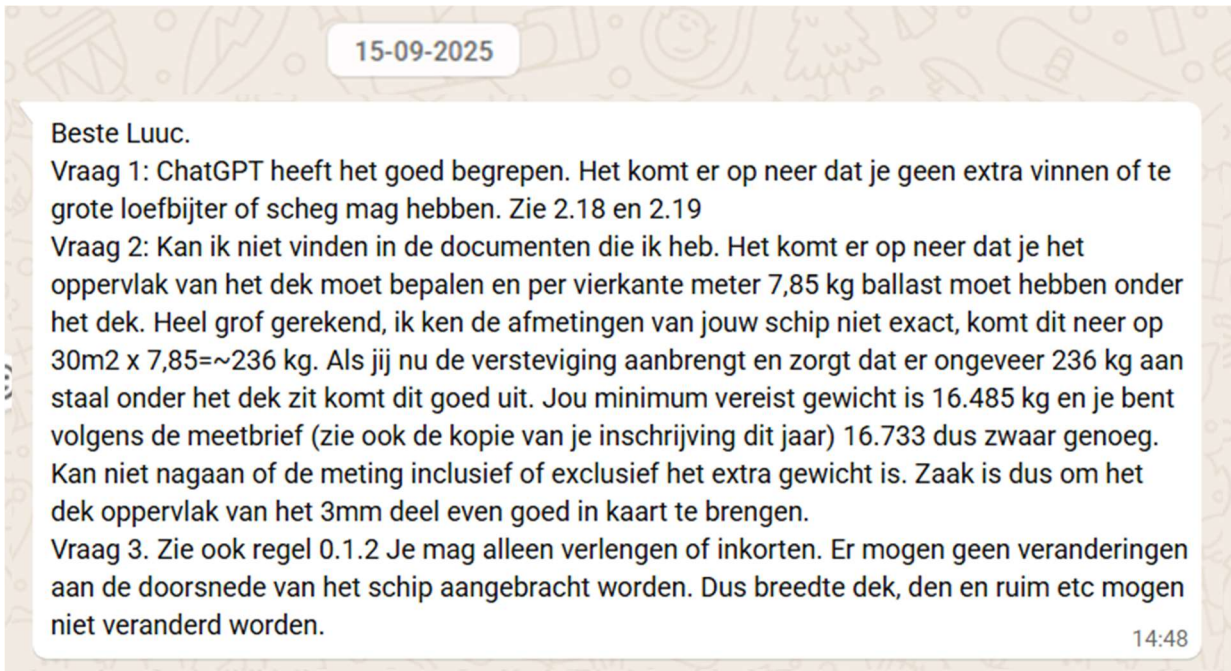 15-09-2025
Beste Luuc.
Vraag 1: ChatGPT heeft het goed begrepen. Het komt er op neer dat je geen extra vinnen of te
grote loefbijter of scheg mag hebben. Zie 2.18 en 2.19
Vraag 2: Kan ik niet vinden in de documenten die ik heb. Het komt er op neer dat je het
oppervlak van het dek moet bepalen en per vierkante meter 7,85 kg ballast moet hebben onder
het dek. Heel grof gerekend, ik ken de afmetingen van jouw schip niet exact, komt dit neer op
30m2 x 7,85=~236 kg. Als jij nu de versteviging aanbrengt en zorgt dat er ongeveer 236 kg aan
staal onder het dek zit komt dit goed uit. Jou minimum vereist gewicht is 16.485 kg en je bent
volgens de meetbrief (zie ook de kopie van je inschrijving dit jaar) 16.733 dus zwaar genoeg.
Kan niet nagaan of de meting inclusief of exclusief het extra gewicht is. Zaak is dus om het
dek oppervlak van het 3mm deel even goed in kaart te brengen.
Vraag 3. Zie ook regel 0.1.2 Je mag alleen verlengen of inkorten. Er mogen geen veranderingen
aan de doorsnede van het schip aangebracht worden. Dus breedte dek, den en ruim etc mogen
niet veranderd worden.
14:48